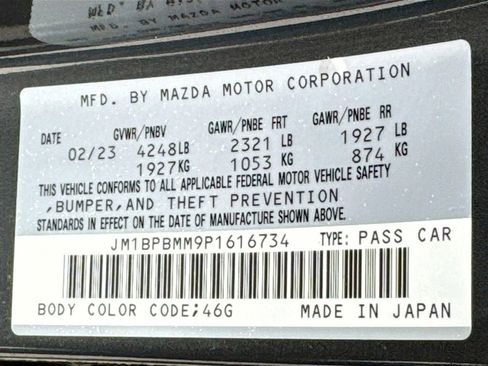 MFD. BY MAZDA MOTOR CORPORATION
DATE GVWR/PNBV GAWR/PNBE FRT GAWR/PNBE RR
02/23 4248LB 2321 LB 1927 LB
1927KG 1053 KG 874 KG
THIS VEHICLE CONFORMS TO ALL APPLICABLE FEDERAL MOTOR VEHICLE SAFETY
,BUMPER,AND THEFT PREVENTION
STANDARDS IN EFFECT ON THE DATE OF MANUFACTURE SHOWN ABOVE.
JM1BPBMM9P1616734 TYPE: PASS CAR
BODY COLOR CODE;46G MADE IN JAPAN